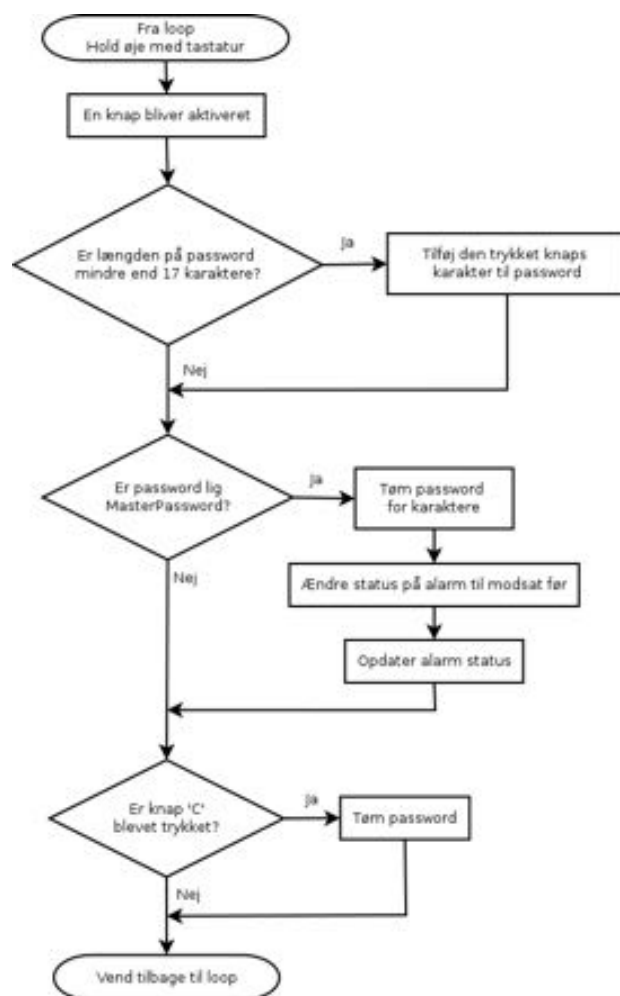 Fra loop
Hold øje med tastatur
En knap bliver aktiveret
Er længden på password
mindre end 17 karaktere?
Ja
Tilføj den trykket knaps
karakter til password
Nej
Er password lig
MasterPassword?
Ja
Tøm password
for karaktere
Nej
Ændre status på alarm til modsat før
Opdater alarm status
Er knap 'C'
blevet trykket?
Ja
Tøm password
Nej
Vend tilbage til loop